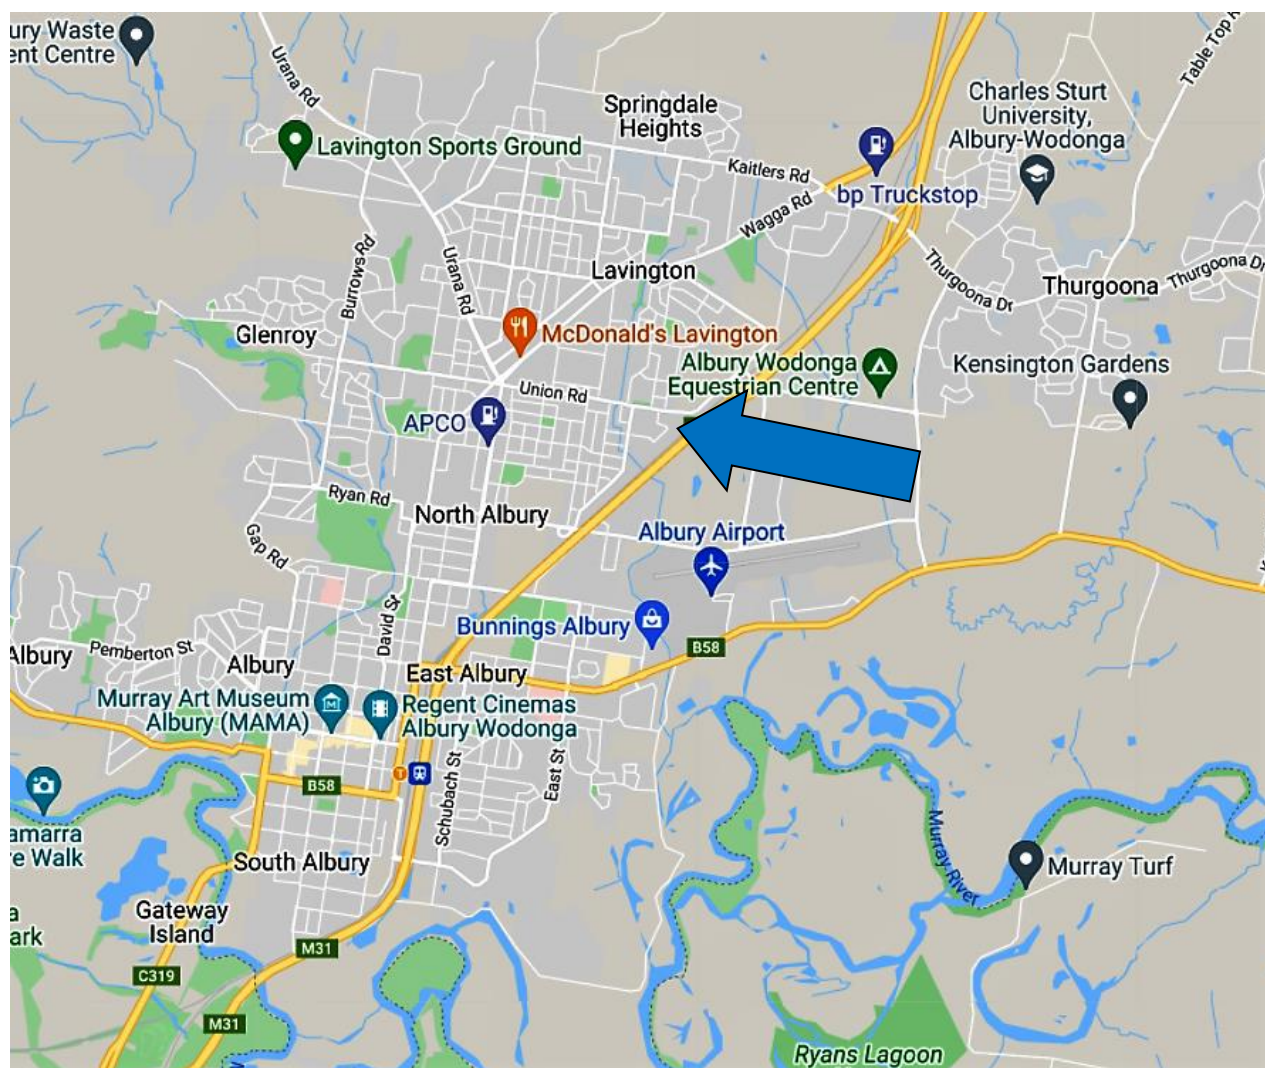 ury Waste
ent Centre
Urana Rd
Springdale
Heights
Charles Sturt
University,
Albury-Wodonga
Table Top R
Lavington Sports Ground
Kaitlers Rd
bp Truckstop
Wagga Rd
Burrows Rd
Urana Rd
Lavington
Thurgoona Dr
Thurgoona
Thurgoona Dr
Glenroy
McDonald's Lavington
Albury Wodonga
Equestrian Centre
Kensington Gardens
Union Rd
APCO
Ryan Rd
North Albury
Gap Rd
Albury Airport
David St
Bunnings Albury
B58
Albury
Pemberton St
Albury
East Albury
Murray Art Museum
Albury (MAMA)
Regent Cinemas
Albury Wodonga
B58
T
Schubach St
East St
amarra
e Walk
South Albury
Murray River
Murray Turf
a
ark
Gateway
Island
M31
C319
M31
Ryans Lagoon